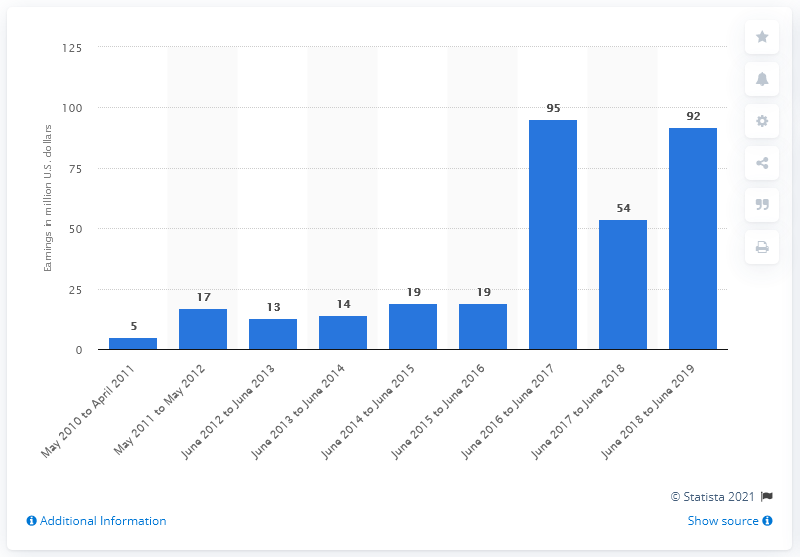 Earnings in million U.S. dollars
125
100
75
50
25
0
5
17
13
14
19
19
95
54
92
May 2010 to April 2011
May 2011 to May 2012
June 2012 to June 2013
June 2013 to June 2014
June 2014 to June 2015
June 2015 to June 2016
June 2016 to June 2017
June 2017 to June 2018
June 2018 to June 2019
© Statista 2021
Additional Information
Show source